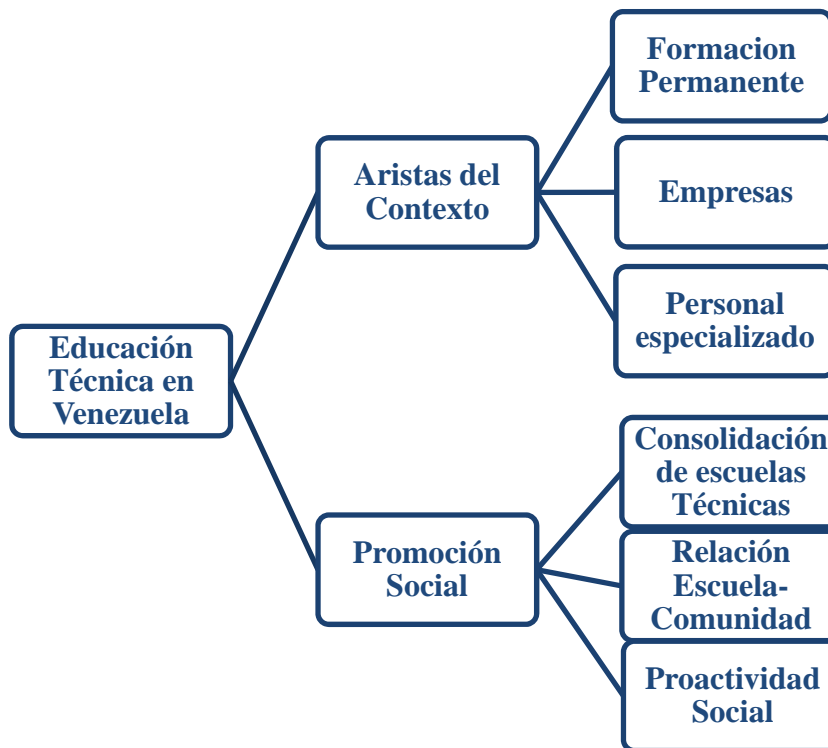 Formacion
Permanente
Aristas del
Contexto
Empresas
Personal
especializado
Educación
Técnica en
Venezuela
Consolidación
de escuelas
Técnicas
Promoción
Social
Relación
Escuela-
Comunidad
Proactividad
Social